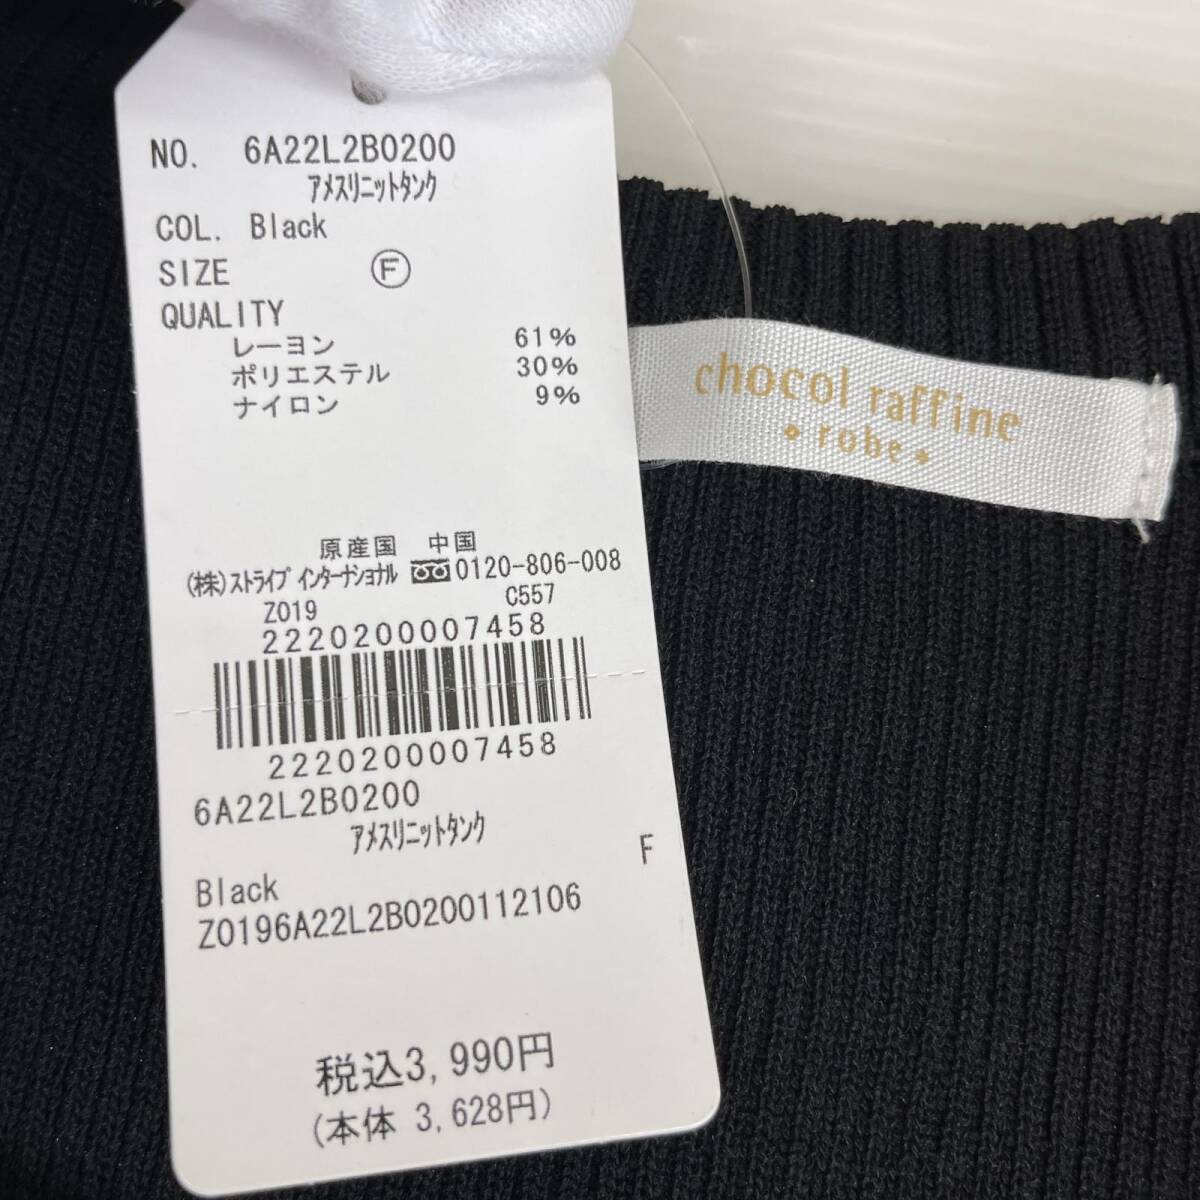 NO. 6A22L2B0200
ｱﾒｽﾘﾆｯﾄﾀﾝｸ
COL. Black
SIZE Ⓕ
QUALITY
レーヨン 61%
ポリエステル 30%
ナイロン 9%
原産国 中国
(株)ｽﾄﾗｲﾌﾟ ｲﾝﾀｰﾅｼｮﾅﾙ 0120-806-008
Z019 C557
2220200007458
2220200007458
6A22L2B0200
ｱﾒｽﾘﾆｯﾄﾀﾝｸ
F
Black
Z0196A22L2B0200112106
税込3,990円
(本体 3,628円)
chocol raffine
• robe •